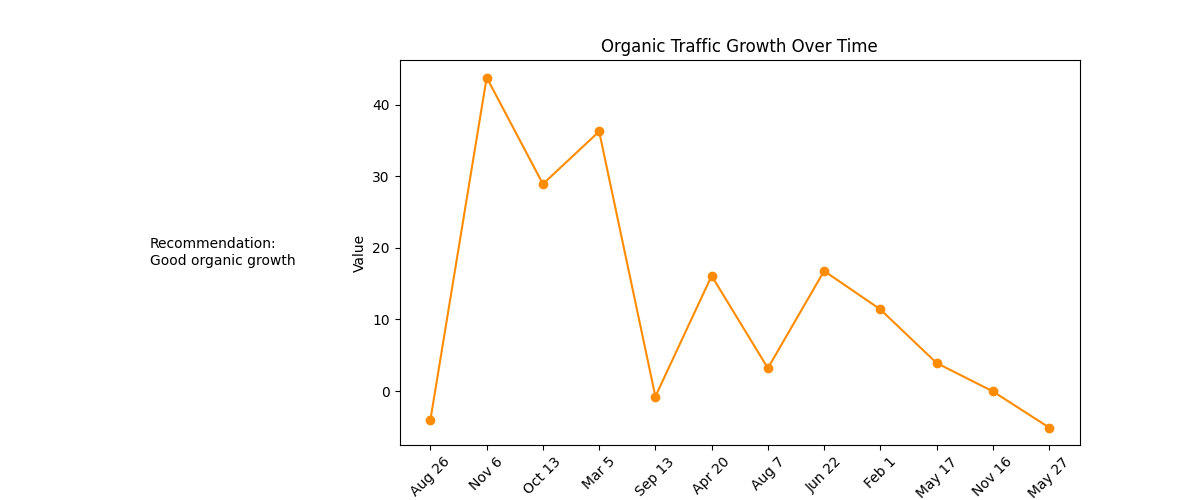 Organic Traffic Growth Over Time
Recommendation:
Good organic growth
Value
40
30
20
10
0
Aug 26
Nov 6
Oct 13
Mar 5
Sep 13
Apr 20
Aug 7
Jun 22
Feb 1
May 17
Nov 16
May 27